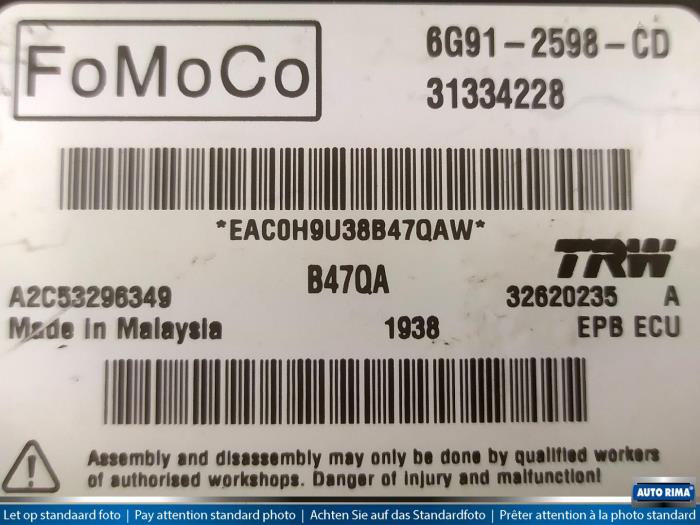 FoMoCo
6G91-2598-CD
31334228
*EAC0H9U38B47QAW*
B47QA
TRW
A2C53296349
32620235 A
Made in Malaysia
1938
EPB ECU
Assembly and disassembly may only be done by qualified workers
of authorised workshops. Danger of injury and malfunction!
AUTO RIMA
Let op standaard foto | Pay attention standard photo | Achten Sie auf das Standardfoto | Prêter attention à la photo standard